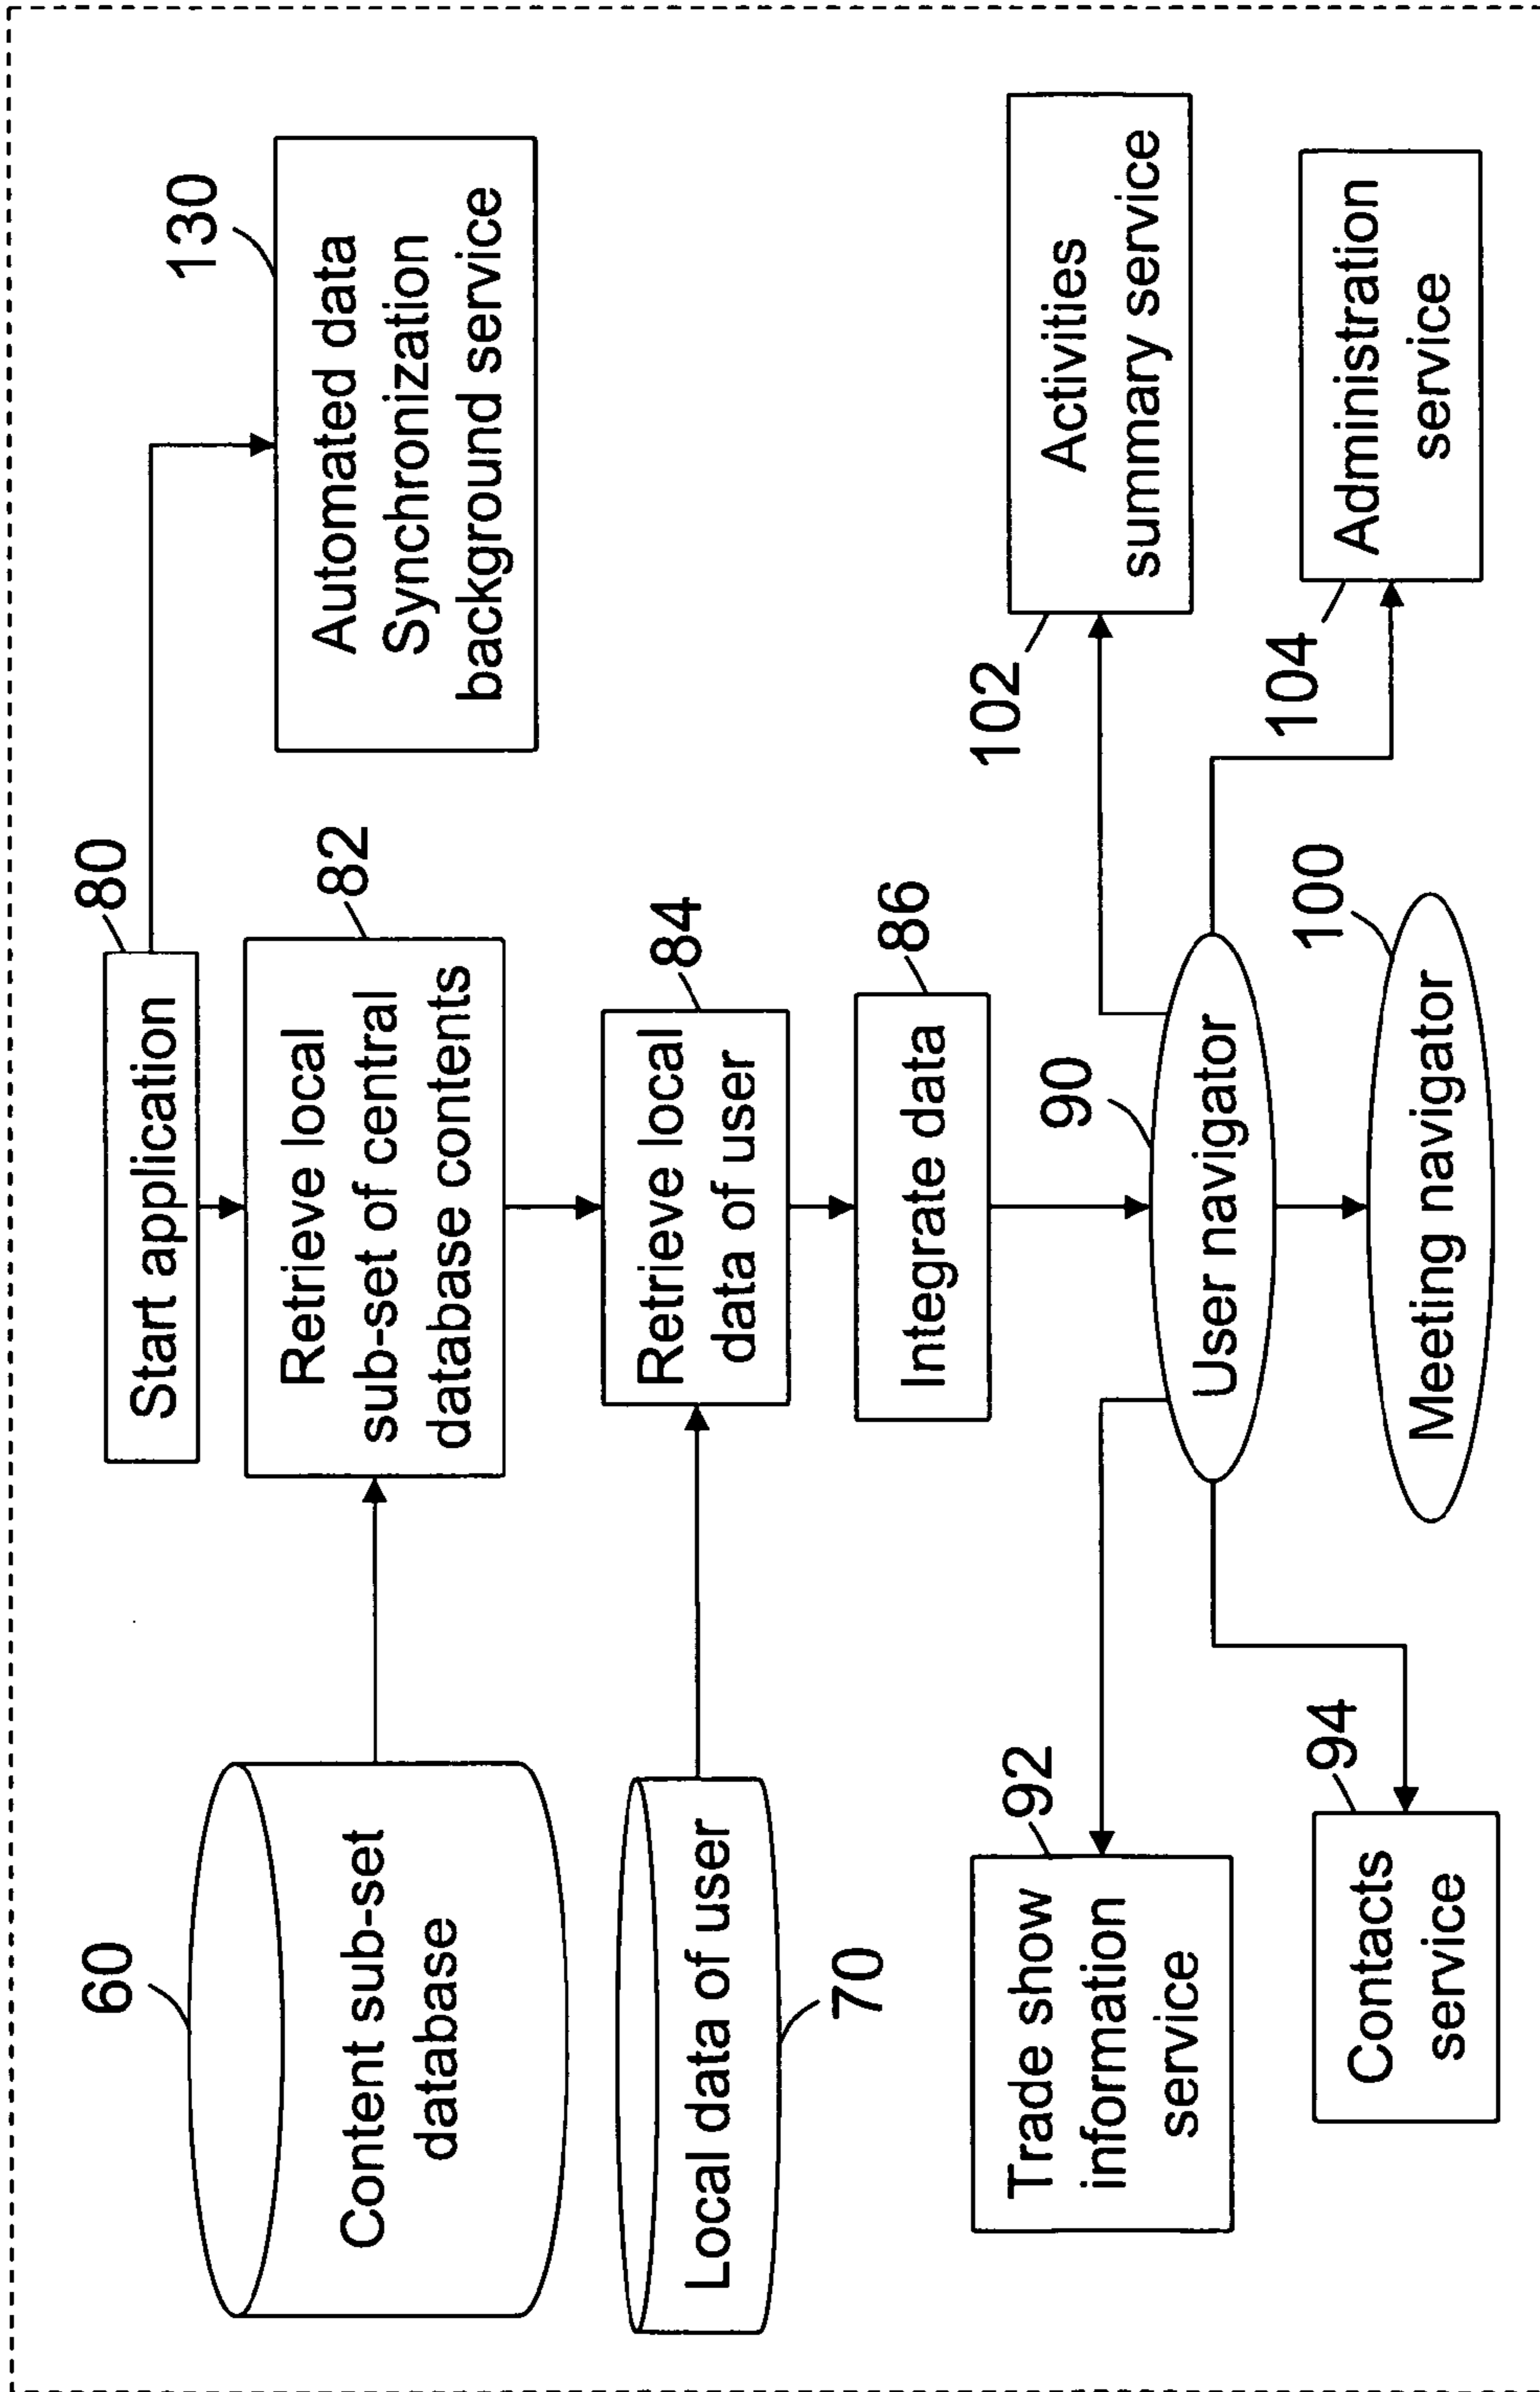 80
Start application
130
Automated data
Synchronization
background service
60
Content sub-set
database
82
Retrieve local
sub-set of central
database contents
84
Retrieve local
data of user
Local data of user
70
86
Integrate data
90
User navigator
92
Trade show
information
service
102
Activities
summary service
94
Contacts
service
100
Meeting navigator
104
Administration
service